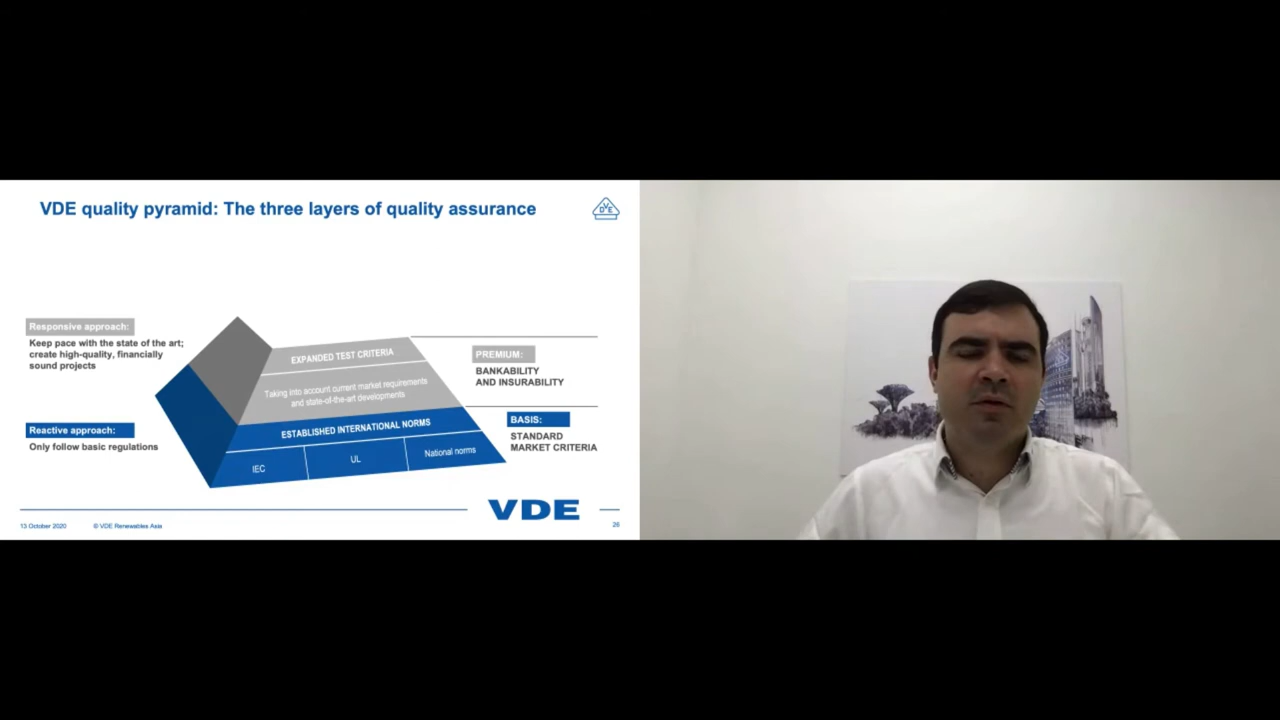 VDE quality pyramid: The three layers of quality assurance
VDE
Responsive approach:
Keep pace with the state of the art;
create high-quality, financially
sound projects
EXPANDED TEST CRITERIA
Taking into account current market requirements
and state-of-the-art developments
PREMIUM:
BANKABILITY
AND INSURABILITY
Reactive approach:
Only follow basic regulations
ESTABLISHED INTERNATIONAL NORMS
IEC
UL
National norms
BASIS:
STANDARD
MARKET CRITERIA
VDE
13 October 2020
© VDE Renewables Asia
26